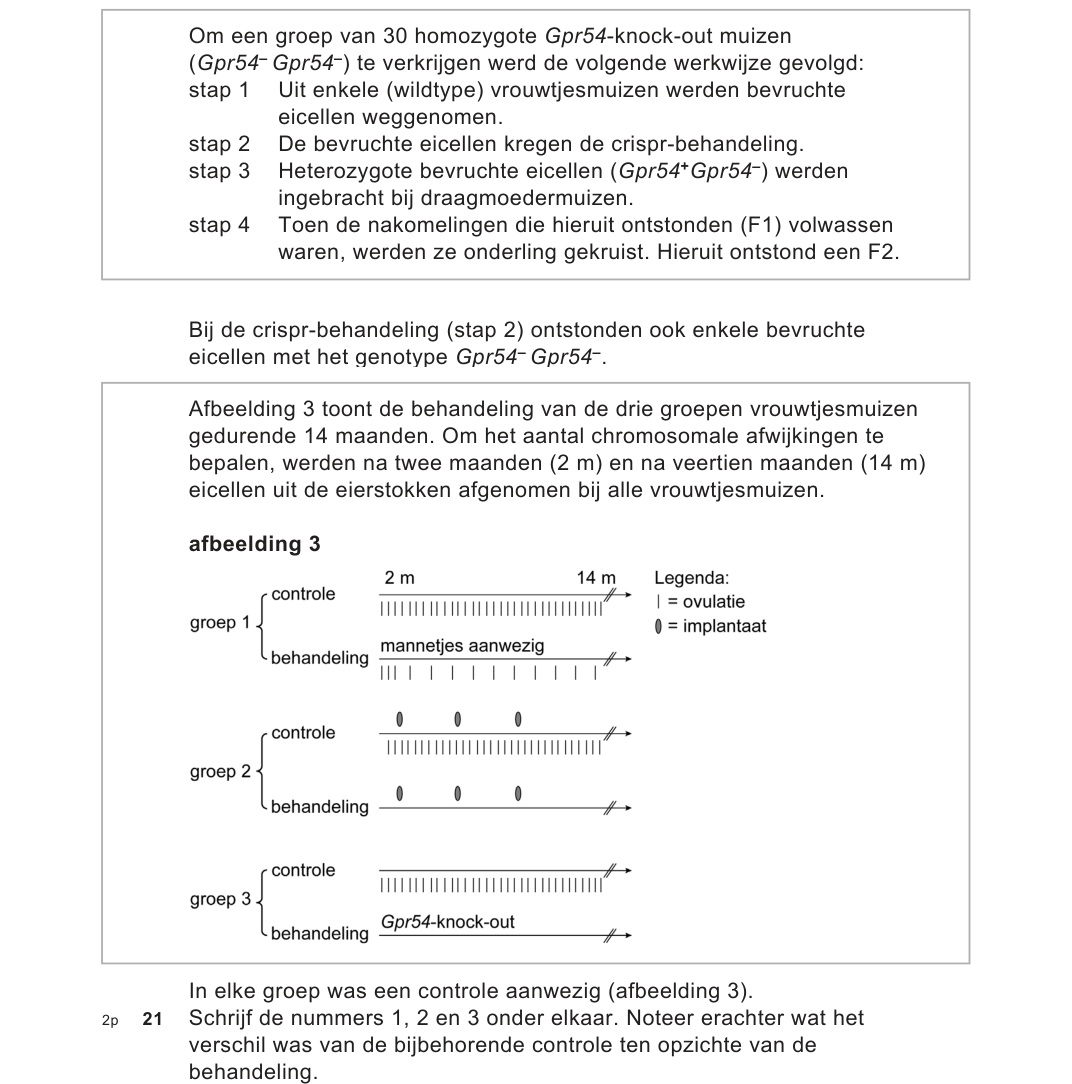 Om een groep van 30 homozygote Gpr54-knock-out muizen
(Gpr54– Gpr54–) te verkrijgen werd de volgende werkwijze gevolgd:
stap 1 Uit enkele (wildtype) vrouwtjesmuizen werden bevruchte
eicellen weggenomen.
stap 2 De bevruchte eicellen kregen de crispr-behandeling.
stap 3 Heterozygote bevruchte eicellen (Gpr54+Gpr54–) werden
ingebracht bij draagmoedermuizen.
stap 4 Toen de nakomelingen die hieruit ontstonden (F1) volwassen
waren, werden ze onderling gekruist. Hieruit ontstond een F2.
Bij de crispr-behandeling (stap 2) ontstonden ook enkele bevruchte
eicellen met het genotype Gpr54– Gpr54–.
Afbeelding 3 toont de behandeling van de drie groepen vrouwtjesmuizen
gedurende 14 maanden. Om het aantal chromosomale afwijkingen te
bepalen, werden na twee maanden (2 m) en na veertien maanden (14 m)
eicellen uit de eierstokken afgenomen bij alle vrouwtjesmuizen.
afbeelding 3
2 m 14 m Legenda:
controle
| = ovulatie
groep 1
= implantaat
mannetjes aanwezig
behandeling
controle
groep 2
behandeling
controle
groep 3
Gpr54-knock-out
behandeling
In elke groep was een controle aanwezig (afbeelding 3).
2p 21 Schrijf de nummers 1, 2 en 3 onder elkaar. Noteer erachter wat het
verschil was van de bijbehorende controle ten opzichte van de
behandeling.